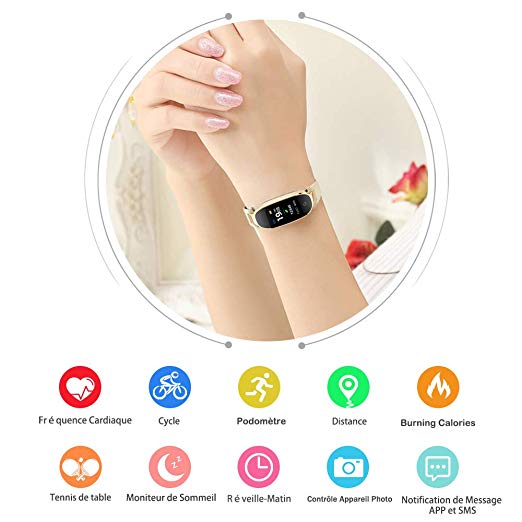 Fr é quence Cardiaque
Cycle
Podomètre
Distance
Burning Calories
Tennis de table
Moniteur de Sommeil
R é veille-Matin
Contrôle Appareil Photo
Notification de Message
APP et SMS